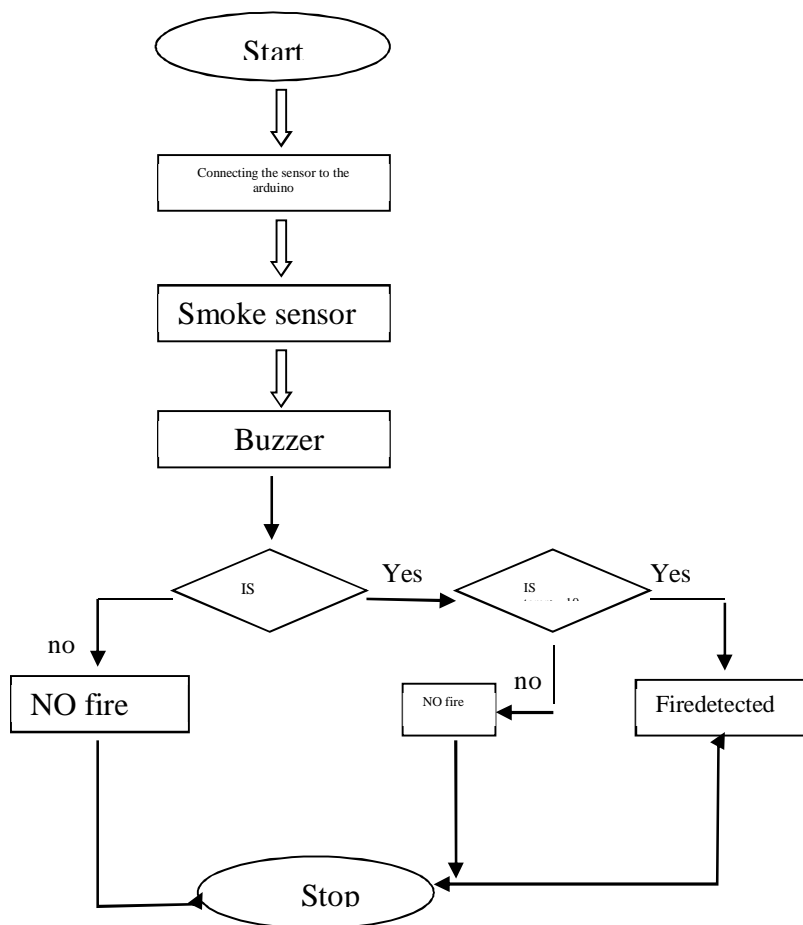 Start
Connecting the sensor to the
arduino
Smoke sensor
Buzzer
IS
Yes
IS
Yes
no
NO fire
no
NO fire
Firedetected
Stop